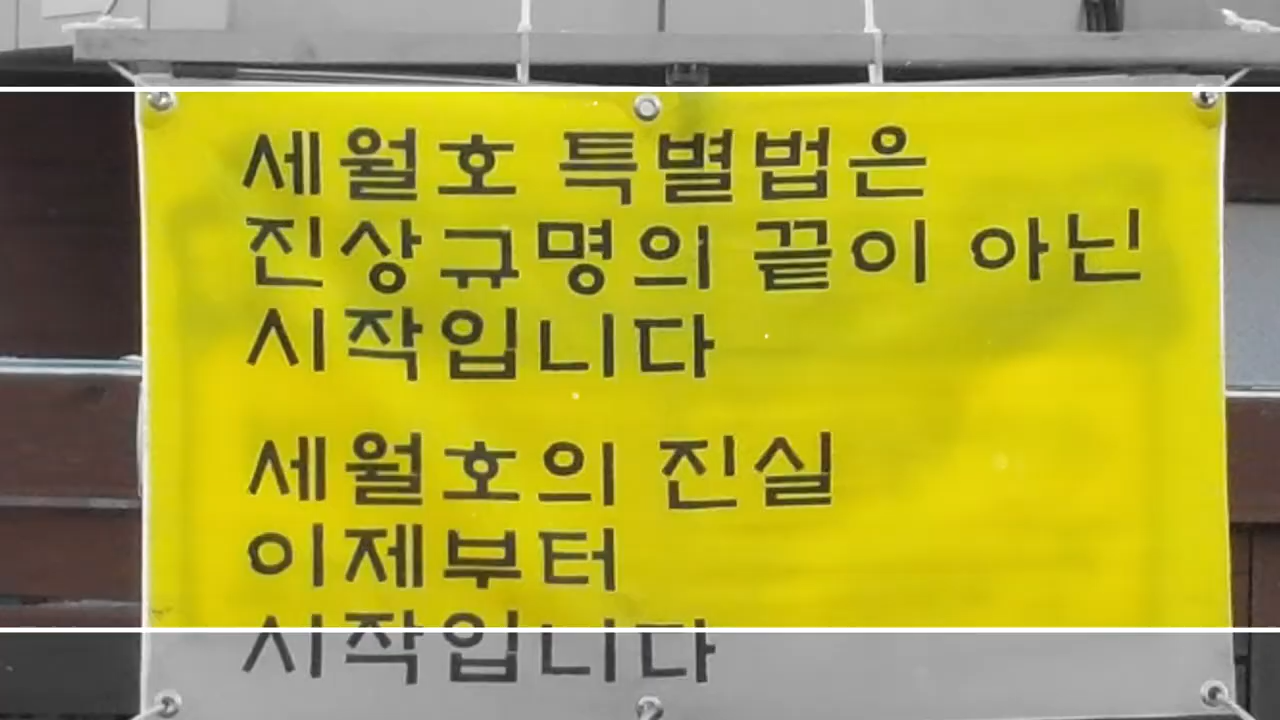 세월호 특별법은
진상규명의 끝이 아닌
시작입니다
세월호의 진실
이제부터
시작입니다